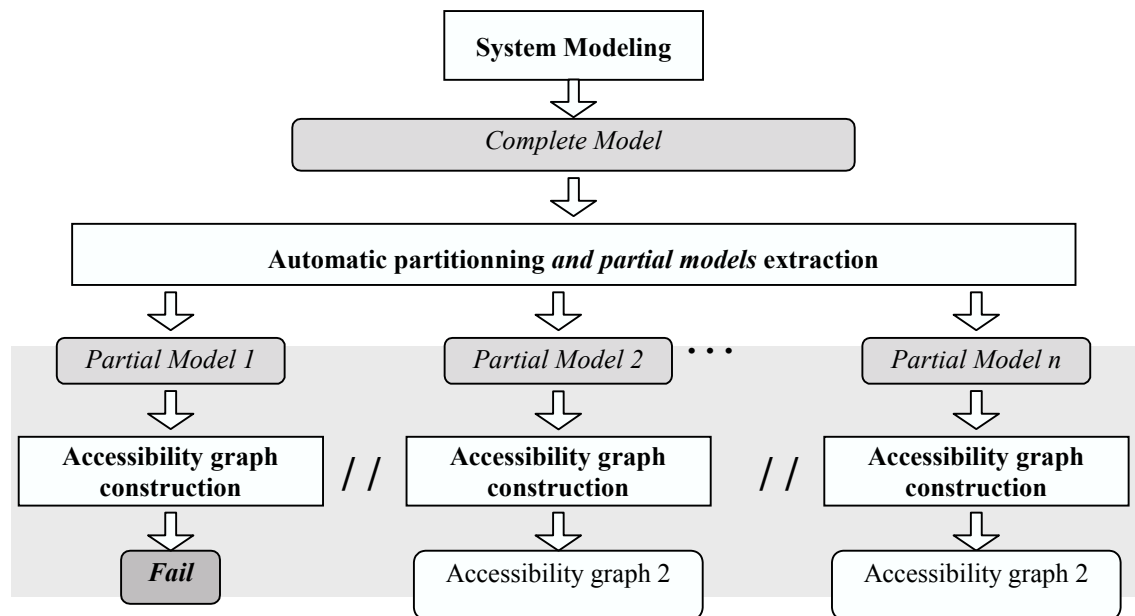 System Modeling
Complete Model
Automatic partitionning and partial models extraction
Partial Model 1
Partial Model 2
...
Partial Model n
Accessibility graph
construction
//
Accessibility graph
construction
//
Accessibility graph
construction
Fail
Accessibility graph 2
Accessibility graph 2